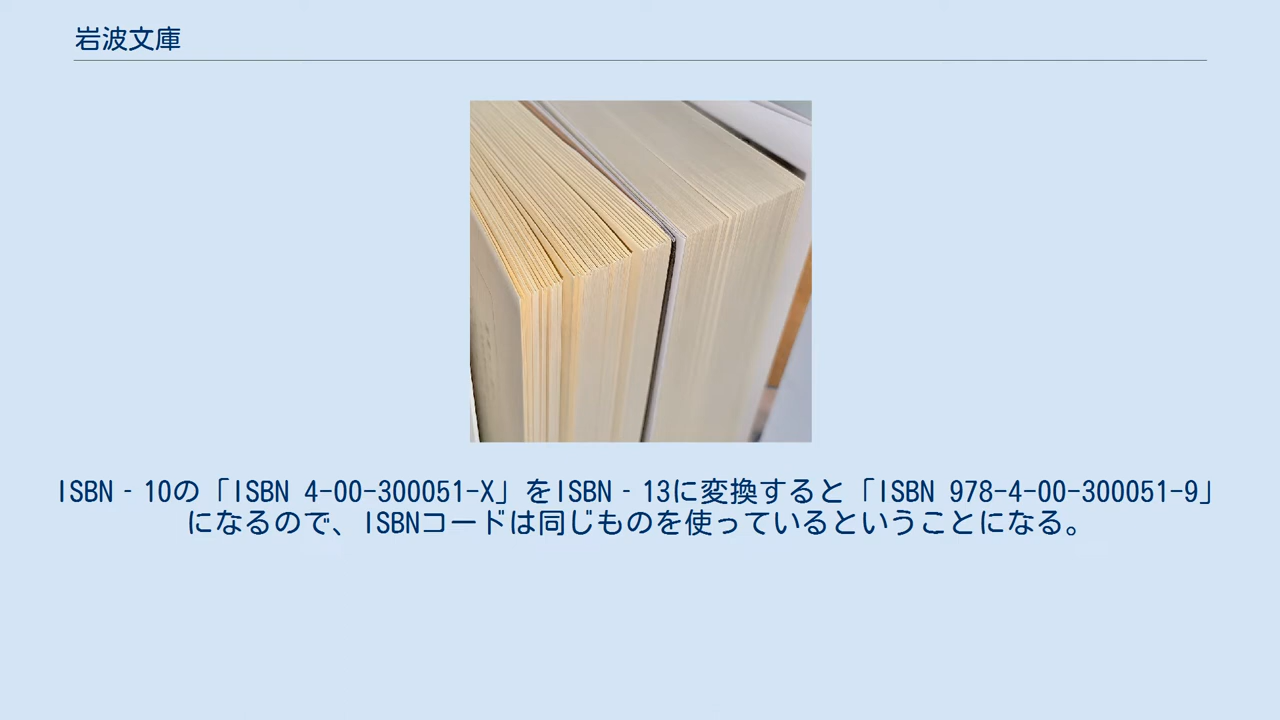 岩波文庫
ISBN‐10の「ISBN 4-00-300051-X」をISBN‐13に変換すると「ISBN 978-4-00-300051-9」
になるので、ISBNコードは同じものを使っているということになる。